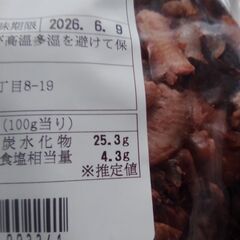 味期限 2026. 6. 9
高温多湿を避けて保
丁目8-19
(100g当り)
炭水化物 25.3g
食塩相当量 4.3g
※推定値